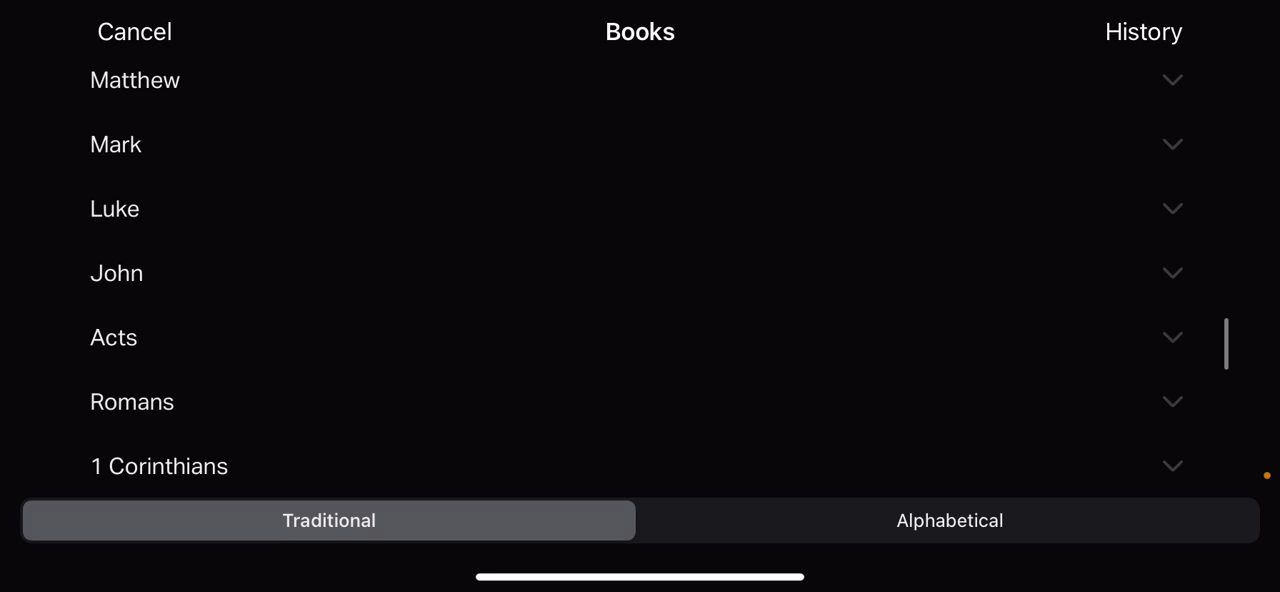 Cancel Books History
Matthew
Mark
Luke
John
Acts
Romans
1 Corinthians
Traditional Alphabetical